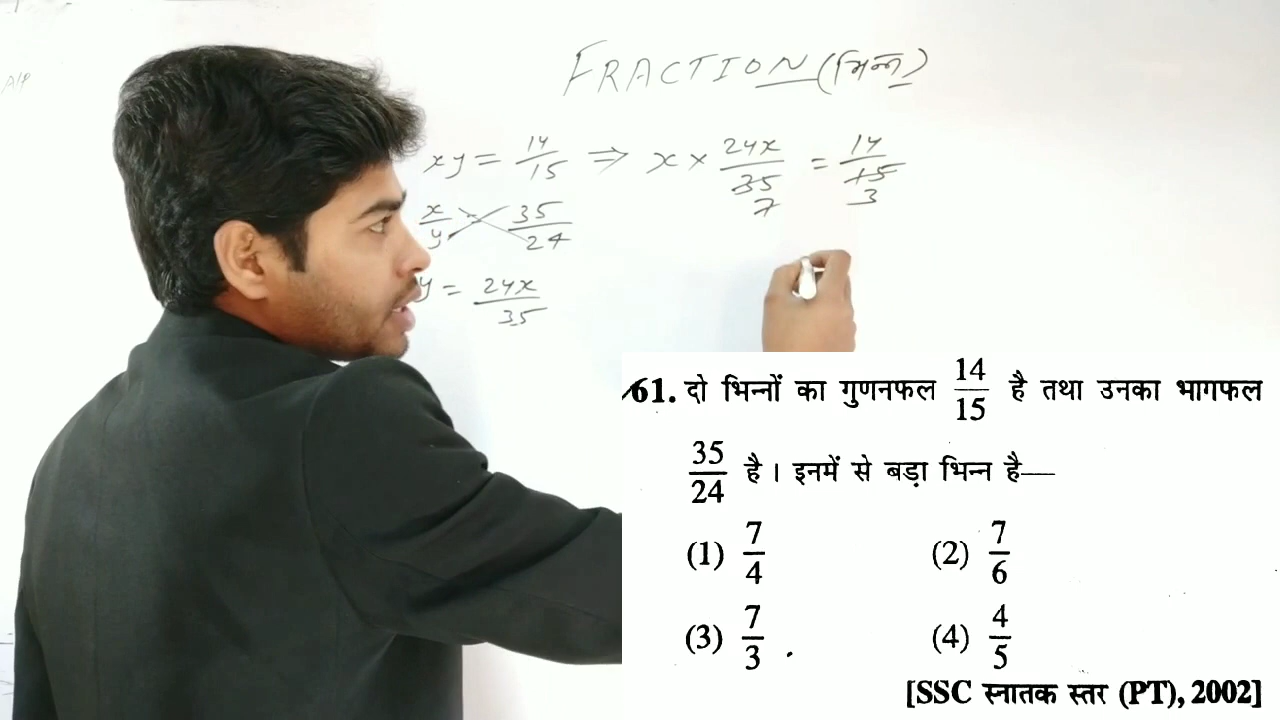 FRACTION (भिन्न)
xy = 14/15 ⇒ x × 24x/35 = 14/15
7 3
x/y 35/24
y = 24x/35
61. दो भिन्नों का गुणनफल 14/15 है तथा उनका भागफल
35/24 है। इनमें से बड़ा भिन्न है—
(1) 7/4 (2) 7/6
(3) 7/3 (4) 4/5
[SSC स्नातक स्तर (PT), 2002]